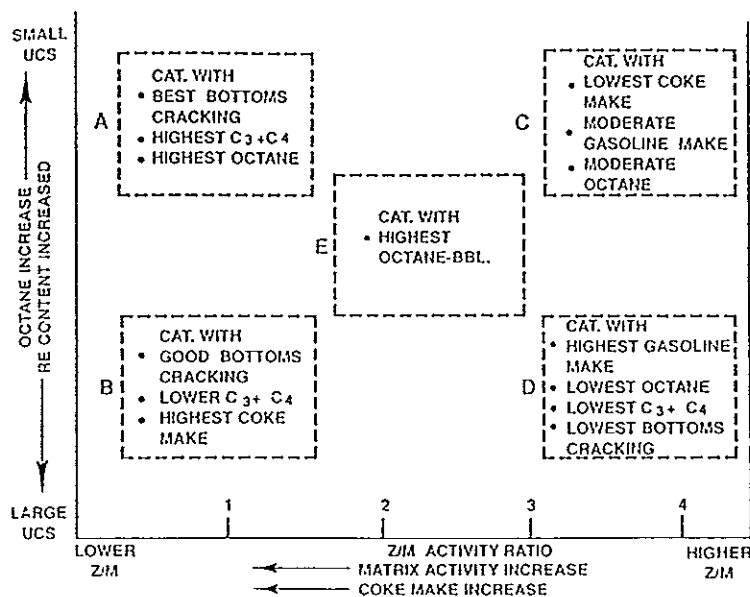 SMALL
UCS
OCTANE INCREASE
RE CONTENT INCREASED
LARGE
UCS
A
CAT. WITH
• BEST BOTTOMS
CRACKING
• HIGHEST C₃+C₄
• HIGHEST OCTANE
C
CAT. WITH
• LOWEST COKE
MAKE
• MODERATE
GASOLINE MAKE
• MODERATE
OCTANE
E
CAT. WITH
• HIGHEST
OCTANE-BBL.
B
CAT. WITH
• GOOD BOTTOMS
CRACKING
• LOWER C₃+ C₄
• HIGHEST COKE
MAKE
D
CAT. WITH
• HIGHEST GASOLINE
MAKE
• LOWEST OCTANE
• LOWEST C₃+ C₄
• LOWEST BOTTOMS
CRACKING
1 2 3 4
LOWER
Z/M
Z/M ACTIVITY RATIO
MATRIX ACTIVITY INCREASE
COKE MAKE INCREASE
HIGHER
Z/M